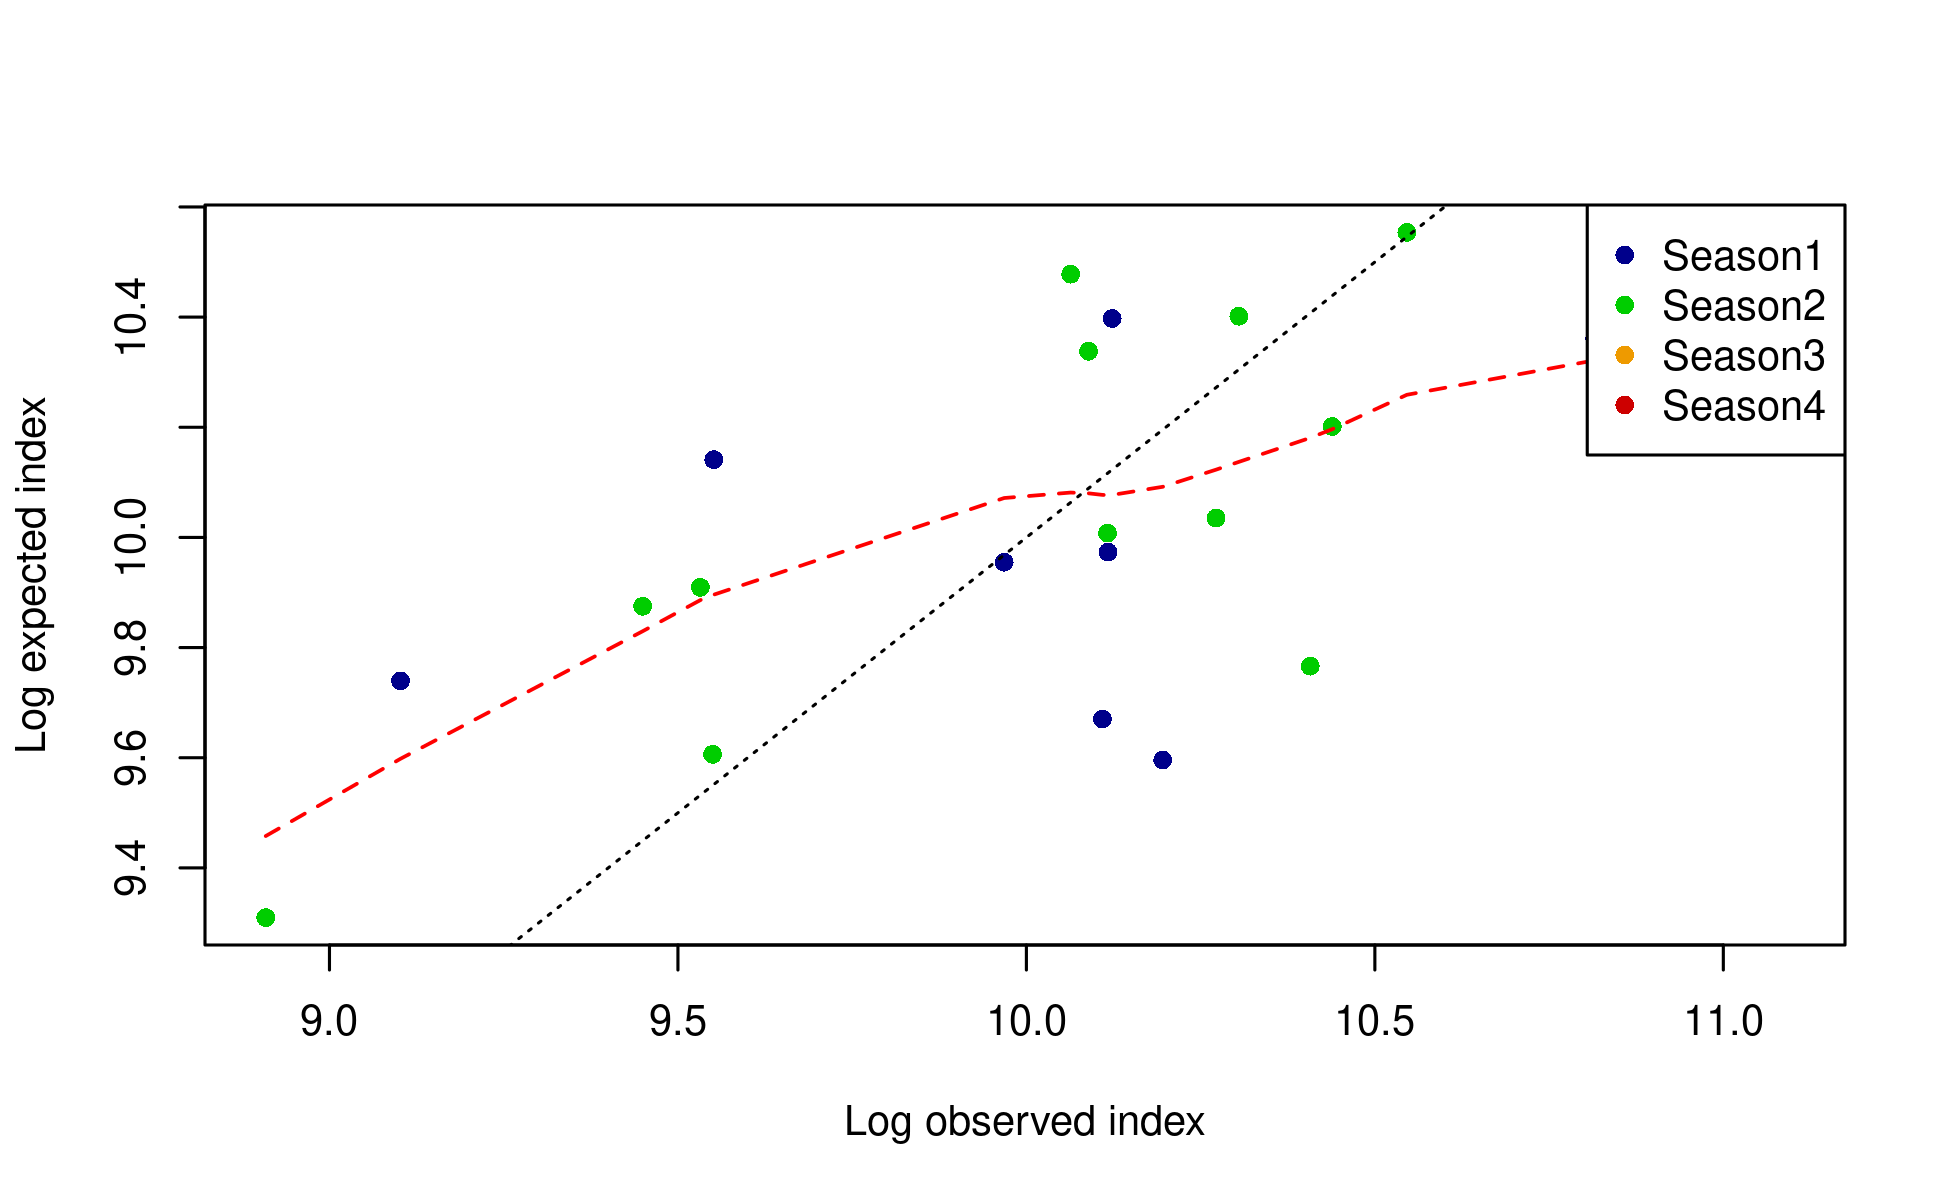 Season1
Season2
Season3
Season4
Log expected index
10.4
10.0
9.8
9.6
9.4
9.0
9.5
10.0
10.5
11.0
Log observed index